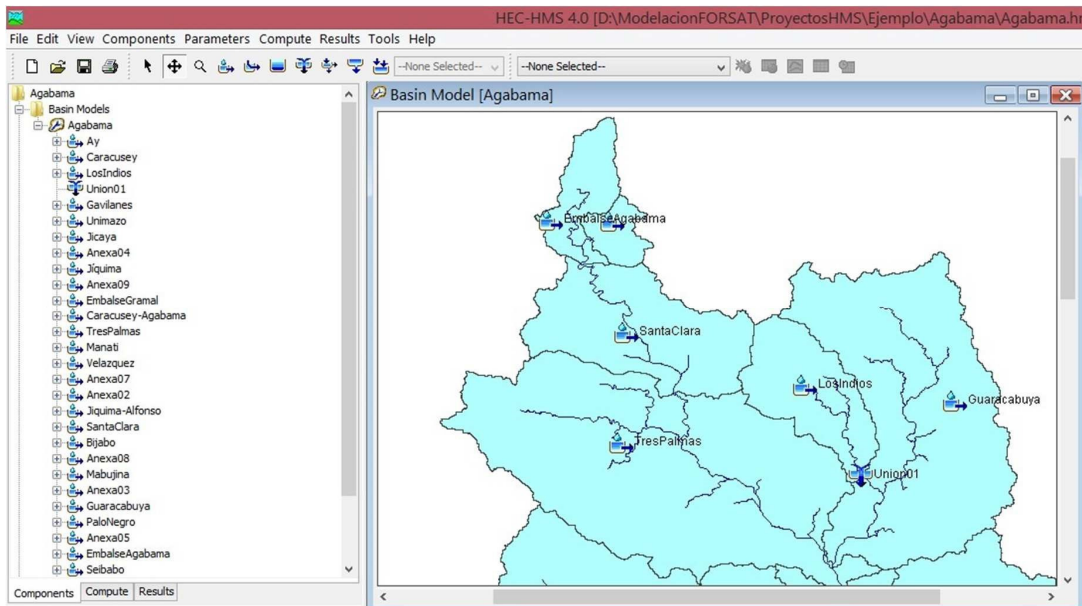 HEC-HMS 4.0 [D:\ModelacionFORSAT\ProyectosHMS\Ejemplo\Agabama\Agabama.h
File Edit View Components Parameters Compute Results Tools Help
--None Selected-- --None Selected--
Agabama
Basin Models
Agabama
Ay
Caracusey
LosIndios
Union01
Gavilanes
Unimazo
Jicaya
Anexa04
Jíquima
Anexa09
EmbalseGramal
Caracusey-Agabama
TresPalmas
Manati
Velazquez
Anexa07
Anexa02
Jiquima-Alfonso
SantaClara
Bijabo
Anexa08
Mabujina
Anexa03
Guaracabuya
PaloNegro
Anexa05
EmbalseAgabama
Seibabo
Components Compute Results
Basin Model [Agabama]
EmbalseAgabama
SantaClara
LosIndios
Guaracabuya
TresPalmas
Union01